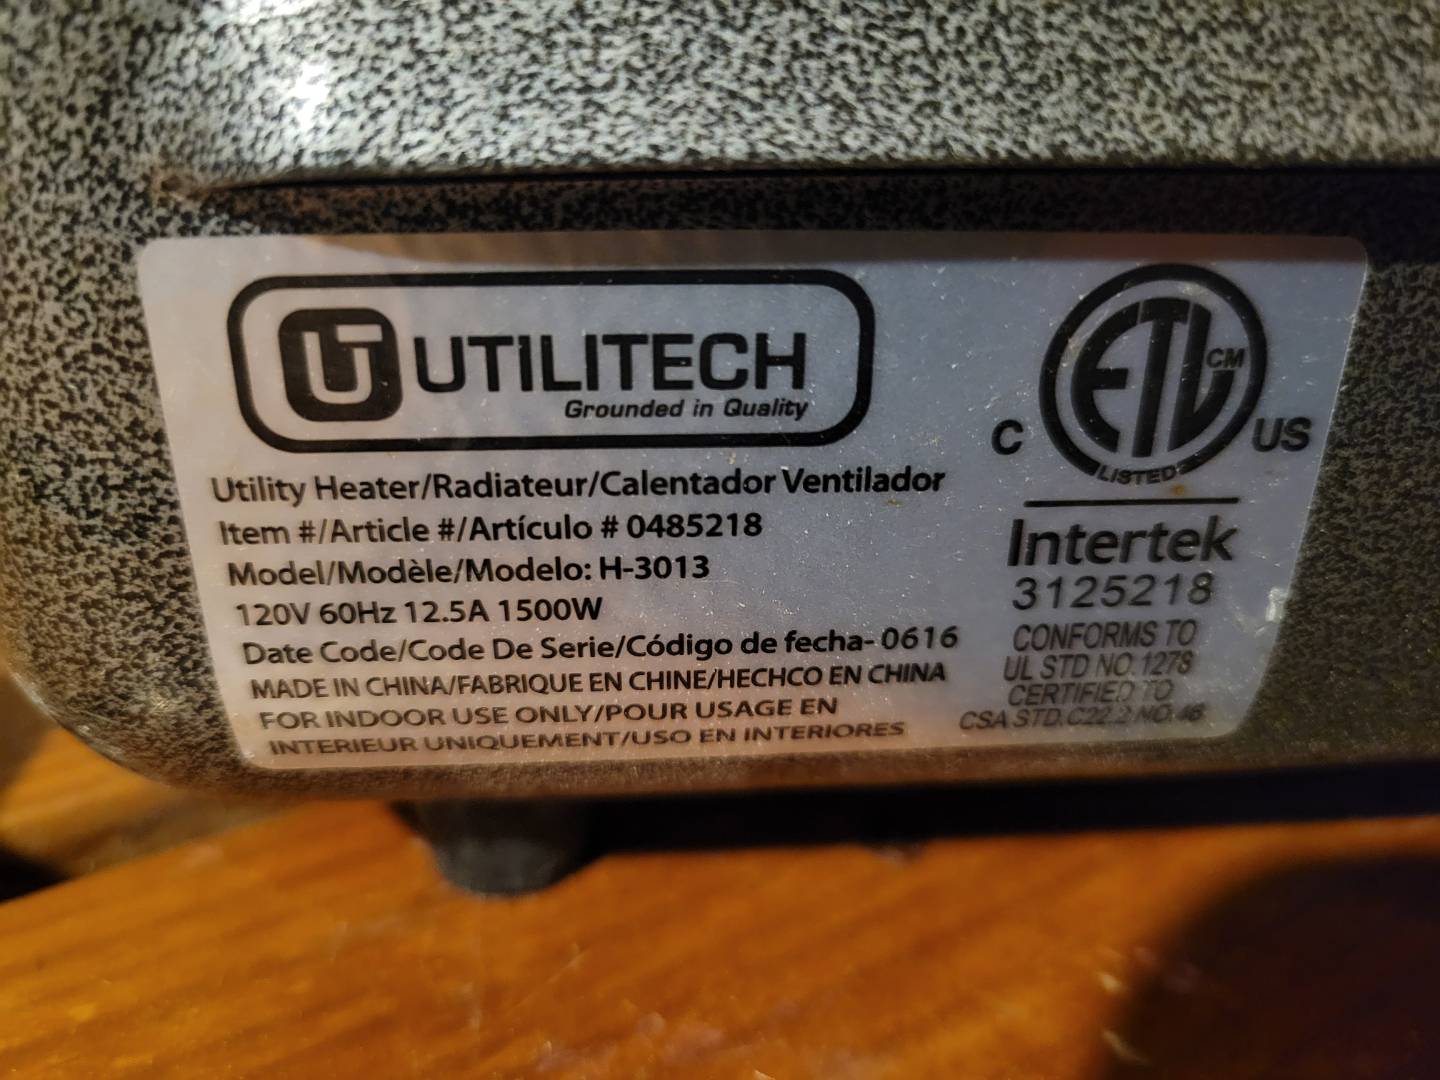 UTILITECH
Grounded in Quality
Utility Heater/Radiateur/Calentador Ventilador
Item #/Article #/Artículo # 0485218
Model/Modèle/Modelo: H-3013
120V 60Hz 12.5A 1500W
Date Code/Code De Serie/Código de fecha- 0616
MADE IN CHINA/FABRIQUE EN CHINE/HECHCO EN CHINA
FOR INDOOR USE ONLY/POUR USAGE EN
INTERIEUR UNIQUEMENT/USO EN INTERIORES
ETL CM
C US
LISTED
Intertek
3125218
CONFORMS TO
UL STD NO.1278
CERTIFIED TO
CSA STD.C22.2 NO.46